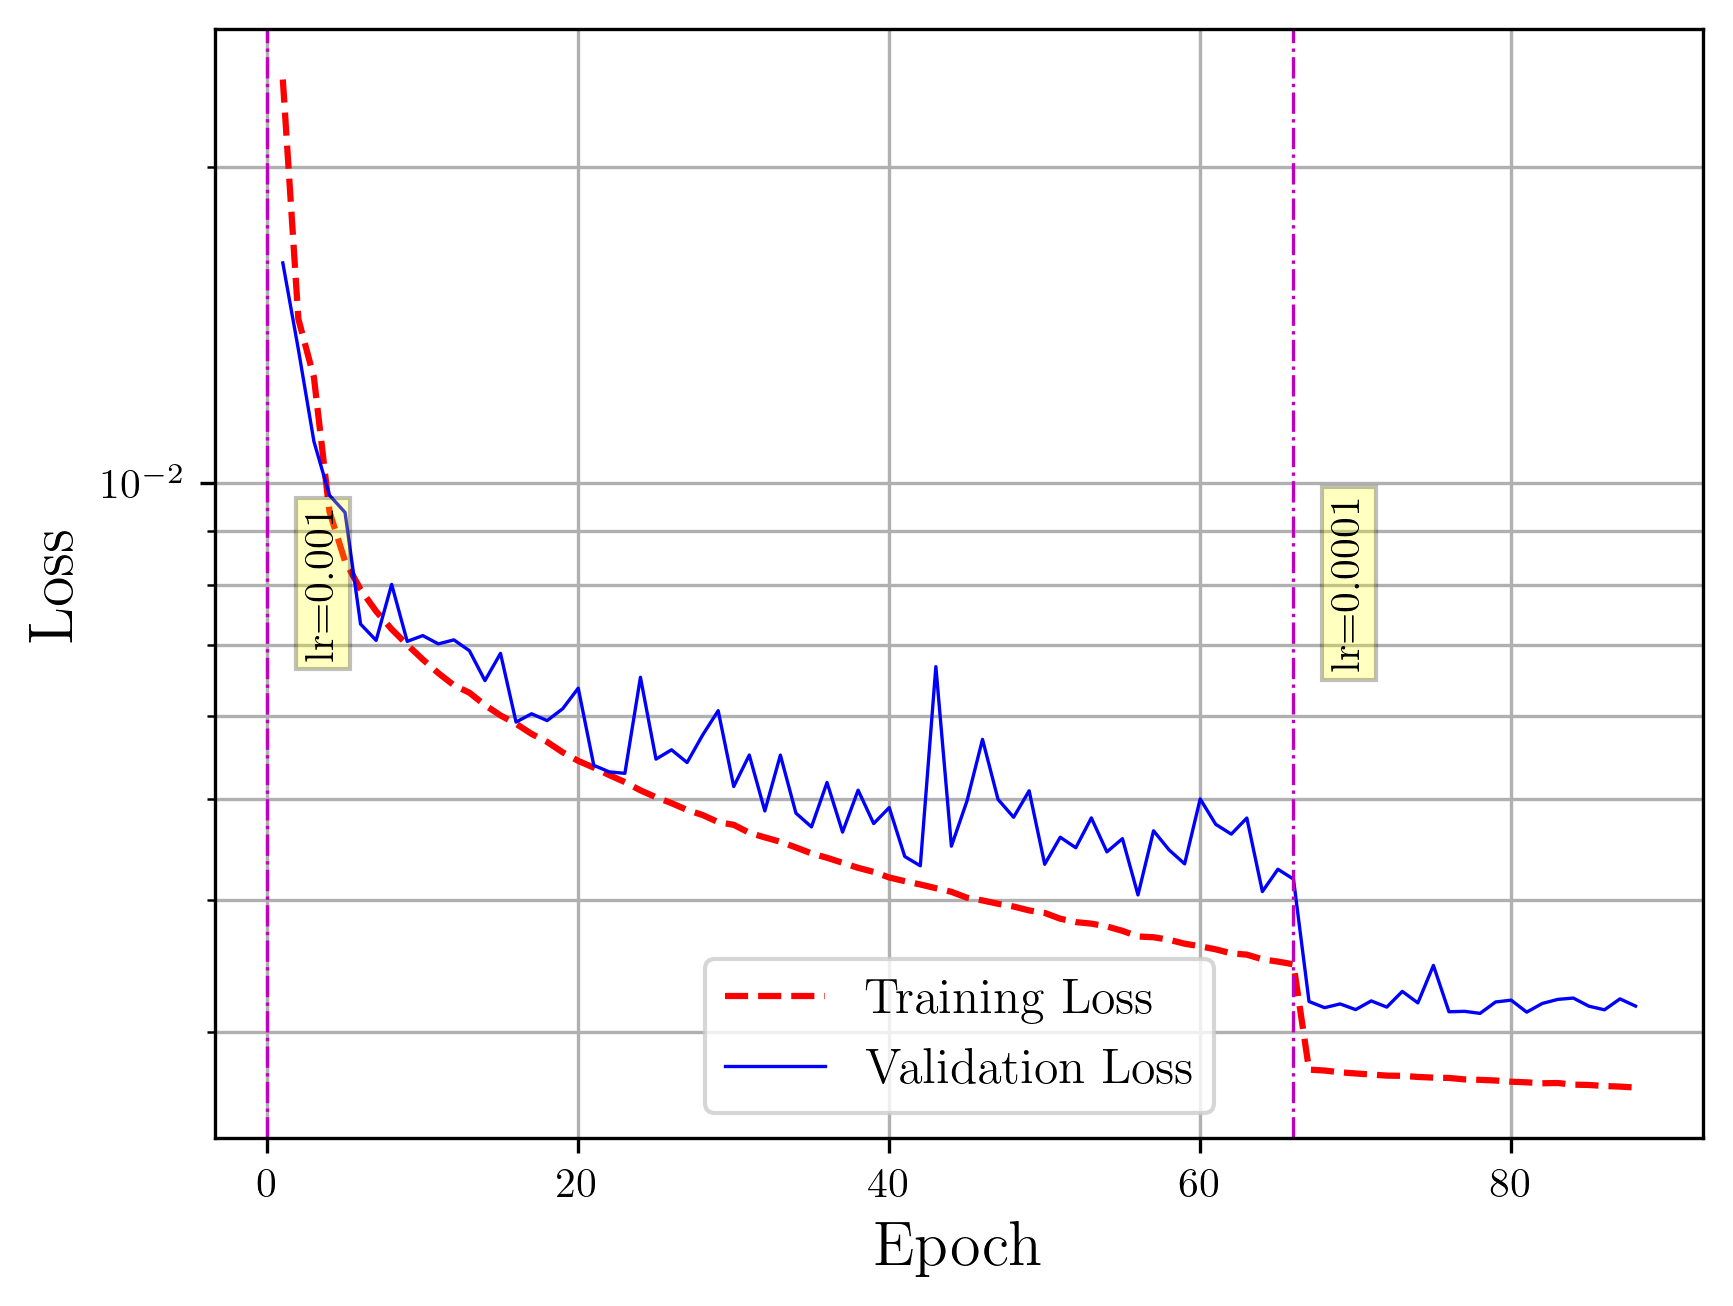 Loss
10⁻²
lr=0.001
lr=0.0001
Training Loss
Validation Loss
0 20 40 60 80
Epoch